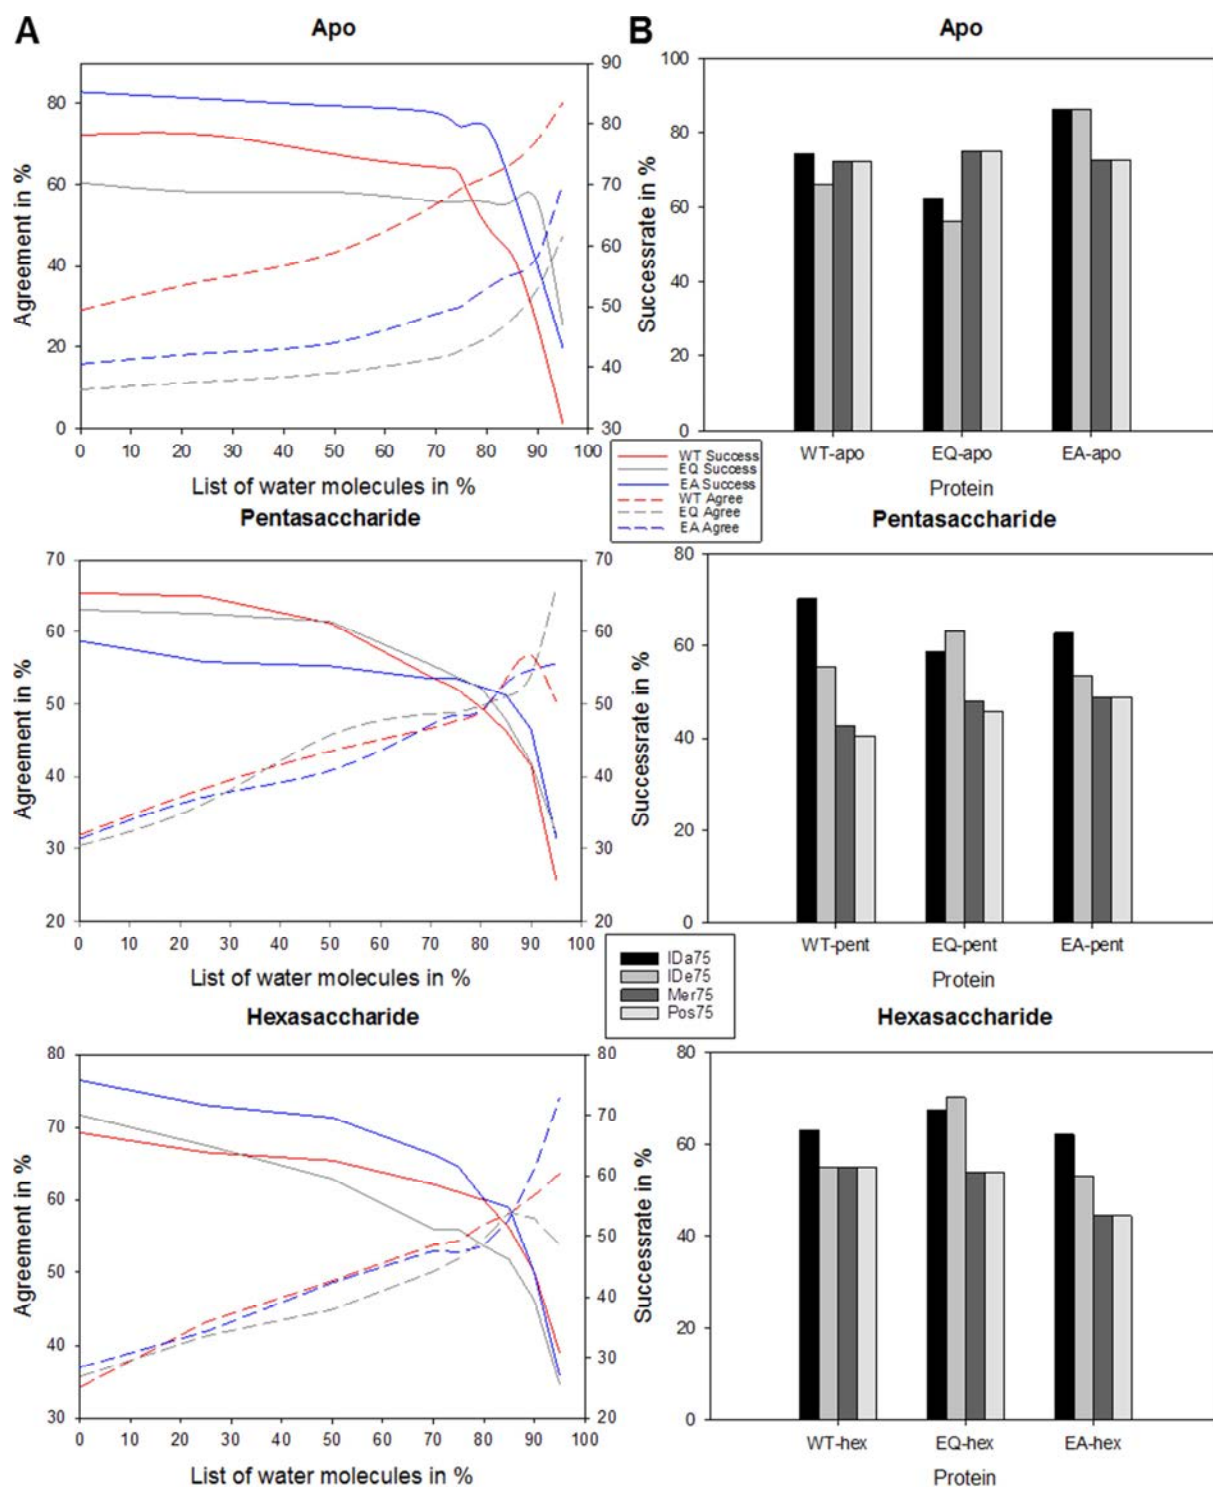 A
Apo
B
Apo
90
80
70
60
50
40
30
80
60
40
20
0
Agreement in %
0 10 20 30 40 50 60 70 80 90 100
List of water molecules in %
100
80
60
40
20
0
Successrate in %
WT-apo EQ-apo EA-apo
Protein
WT Success
EQ Success
EA Success
WT Agree
EQ Agree
EA Agree
Pentasaccharide
Pentasaccharide
70
60
50
40
30
20
70
60
50
40
30
20
Agreement in %
0 10 20 30 40 50 60 70 80 90 100
List of water molecules in %
80
60
40
20
0
Successrate in %
WT-pent EQ-pent EA-pent
Protein
IDa75
IDe75
Mer75
Pos75
Hexasaccharide
Hexasaccharide
80
70
60
50
40
30
80
70
60
50
40
30
20
Agreement in %
0 10 20 30 40 50 60 70 80 90 100
List of water molecules in %
80
60
40
20
0
Successrate in %
WT-hex EQ-hex EA-hex
Protein